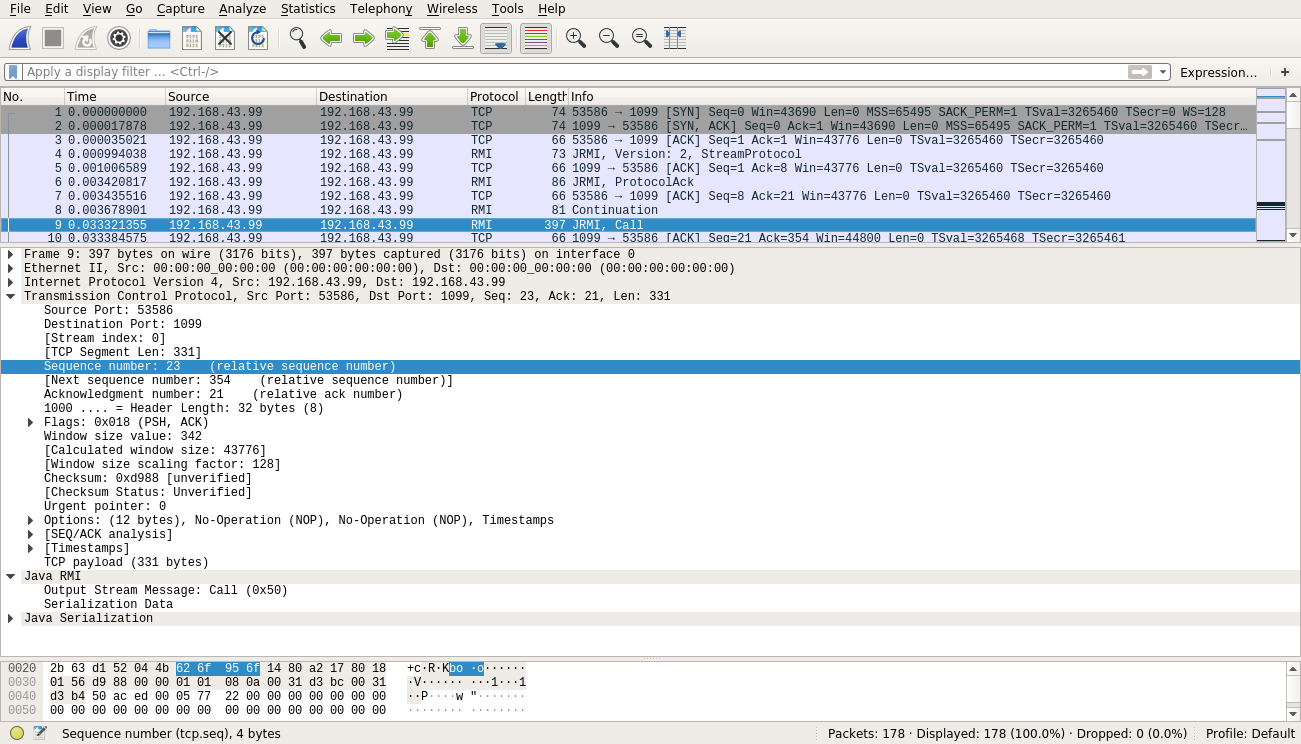 File Edit View Go Capture Analyze Statistics Telephony Wireless Tools Help
Apply a display filter … <Ctrl-/> Expression… +
No. Time Source Destination Protocol Length Info
1 0.000000000 192.168.43.99 192.168.43.99 TCP 74 53586 → 1099 [SYN] Seq=0 Win=43690 Len=0 MSS=65495 SACK_PERM=1 TSval=3265460 TSecr=0 WS=128
2 0.000017878 192.168.43.99 192.168.43.99 TCP 74 1099 → 53586 [SYN, ACK] Seq=0 Ack=1 Win=43690 Len=0 MSS=65495 SACK_PERM=1 TSval=3265460 TSecr…
3 0.000035021 192.168.43.99 192.168.43.99 TCP 66 53586 → 1099 [ACK] Seq=1 Ack=1 Win=43776 Len=0 TSval=3265460 TSecr=3265460
4 0.000994038 192.168.43.99 192.168.43.99 RMI 73 JRMI, Version: 2, StreamProtocol
5 0.001006589 192.168.43.99 192.168.43.99 TCP 66 1099 → 53586 [ACK] Seq=1 Ack=8 Win=43776 Len=0 TSval=3265460 TSecr=3265460
6 0.003420817 192.168.43.99 192.168.43.99 RMI 86 JRMI, ProtocolAck
7 0.003435516 192.168.43.99 192.168.43.99 TCP 66 53586 → 1099 [ACK] Seq=8 Ack=21 Win=43776 Len=0 TSval=3265460 TSecr=3265460
8 0.003678901 192.168.43.99 192.168.43.99 RMI 81 Continuation
9 0.033321355 192.168.43.99 192.168.43.99 RMI 397 JRMI, Call
10 0.033384575 192.168.43.99 192.168.43.99 TCP 66 1099 → 53586 [ACK] Seq=21 Ack=354 Win=44800 Len=0 TSval=3265468 TSecr=3265461
Frame 9: 397 bytes on wire (3176 bits), 397 bytes captured (3176 bits) on interface 0
Ethernet II, Src: 00:00:00_00:00:00 (00:00:00:00:00:00), Dst: 00:00:00_00:00:00 (00:00:00:00:00:00)
Internet Protocol Version 4, Src: 192.168.43.99, Dst: 192.168.43.99
Transmission Control Protocol, Src Port: 53586, Dst Port: 1099, Seq: 23, Ack: 21, Len: 331
Source Port: 53586
Destination Port: 1099
[Stream index: 0]
[TCP Segment Len: 331]
Sequence number: 23    (relative sequence number)
[Next sequence number: 354    (relative sequence number)]
Acknowledgment number: 21    (relative ack number)
1000 .... = Header Length: 32 bytes (8)
Flags: 0x018 (PSH, ACK)
Window size value: 342
[Calculated window size: 43776]
[Window size scaling factor: 128]
Checksum: 0xd988 [unverified]
[Checksum Status: Unverified]
Urgent pointer: 0
Options: (12 bytes), No-Operation (NOP), No-Operation (NOP), Timestamps
[SEQ/ACK analysis]
[Timestamps]
TCP payload (331 bytes)
Java RMI
Output Stream Message: Call (0x50)
Serialization Data
Java Serialization
0020 2b 63 d1 52 04 4b 62 6f 95 6f 14 80 a2 17 80 18 +c·R·Kbo ·o······
0030 01 56 d9 88 00 00 01 01 08 0a 00 31 d3 bc 00 31 ·V······ ···1···1
0040 d3 b4 50 ac ed 00 05 77 22 00 00 00 00 00 00 00 ··P····w "·······
0050 00 00 00 00 00 00 00 00 00 00 00 00 00 00 00 00 ········ ········
Sequence number (tcp.seq), 4 bytes Packets: 178 · Displayed: 178 (100.0%) · Dropped: 0 (0.0%) Profile: Default